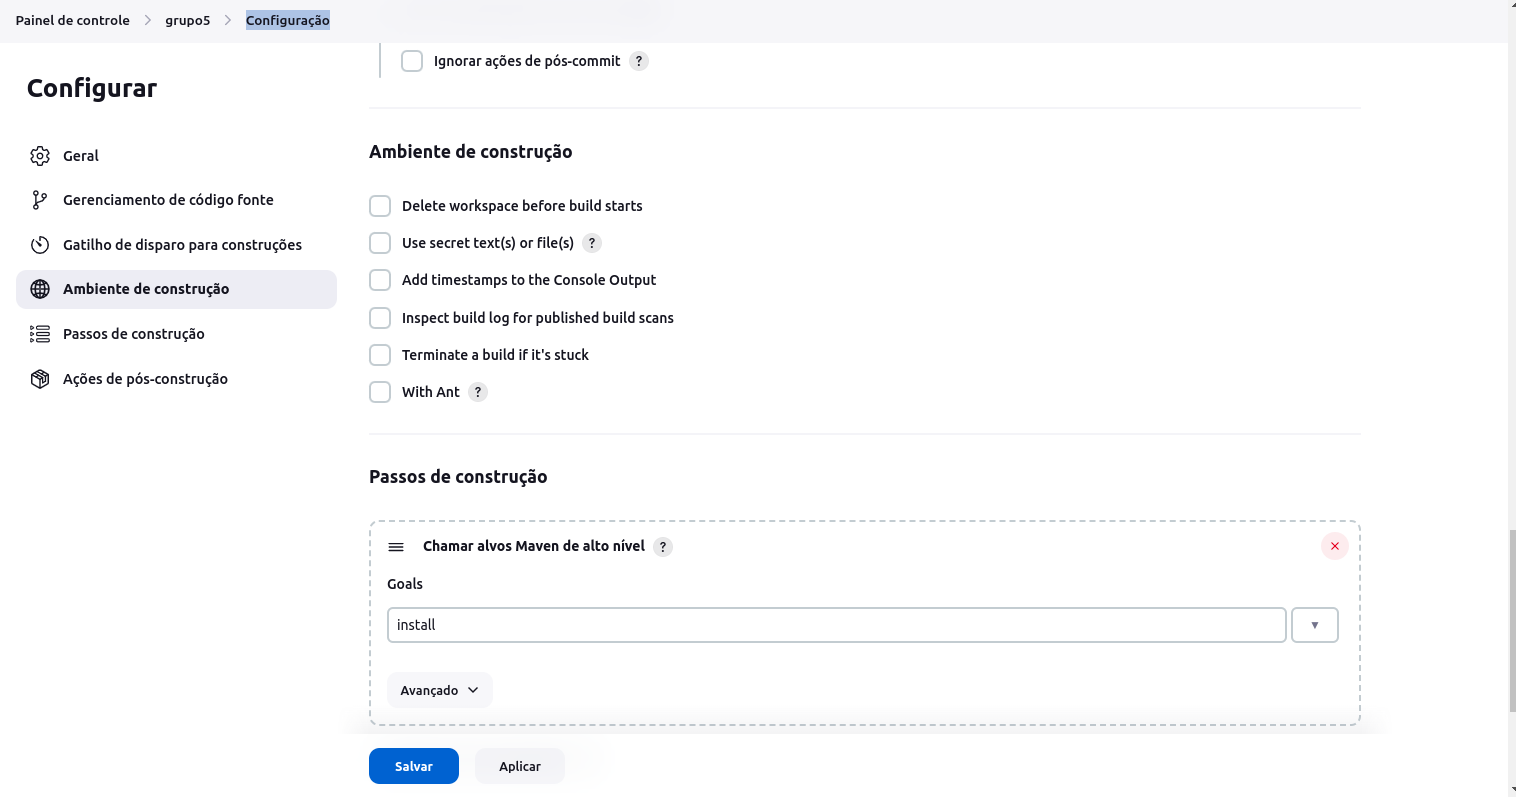 Painel de controle > grupo5 > Configuração
Configurar
Geral
Gerenciamento de código fonte
Gatilho de disparo para construções
Ambiente de construção
Passos de construção
Ações de pós-construção
Ignorar ações de pós-commit ?
Ambiente de construção
Delete workspace before build starts
Use secret text(s) or file(s) ?
Add timestamps to the Console Output
Inspect build log for published build scans
Terminate a build if it's stuck
With Ant ?
Passos de construção
Chamar alvos Maven de alto nível ?
Goals
install
Avançado
Salvar Aplicar